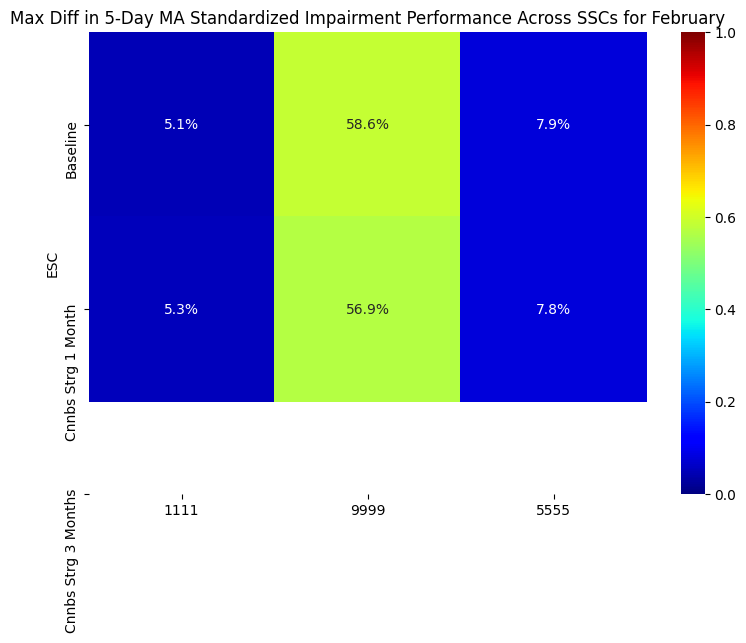 Max Diff in 5-Day MA Standardized Impairment Performance Across SSCs for February
ESC
Baseline
Cnnbs Strg 1 Month
Cnnbs Strg 3 Months
5.1% 58.6% 7.9%
5.3% 56.9% 7.8%
1111 9999 5555
1.0
0.8
0.6
0.4
0.2
0.0